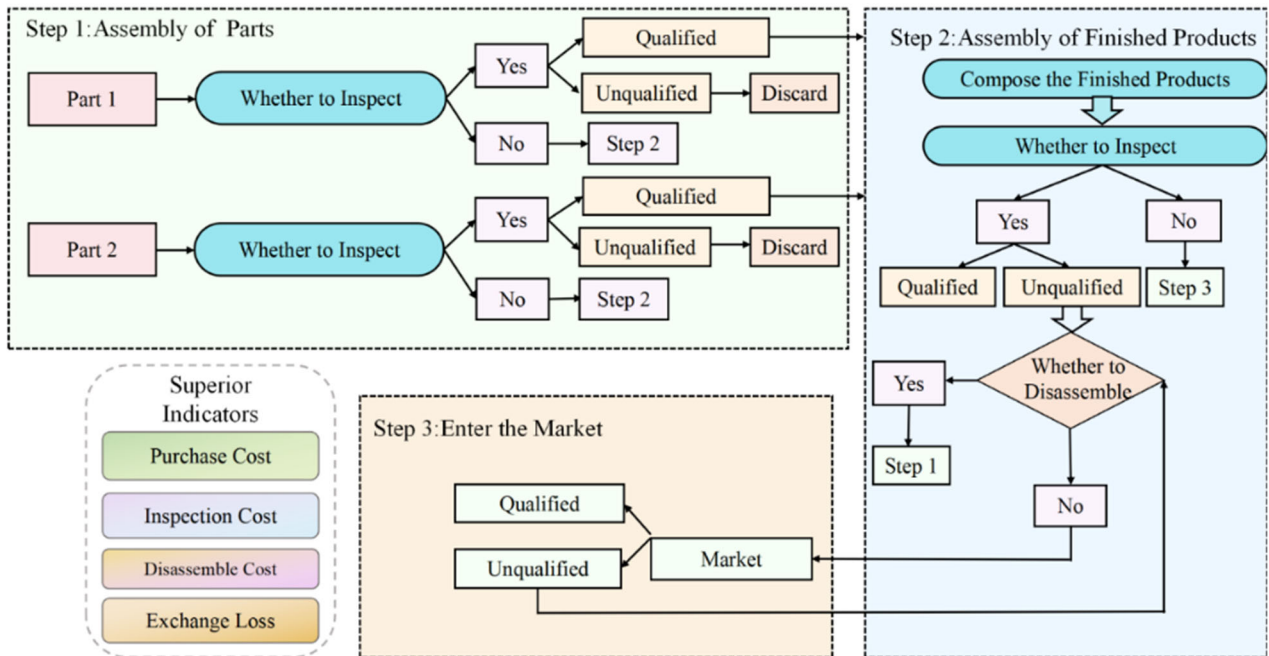 Step 1:Assembly of Parts
Part 1
Whether to Inspect
Yes
Qualified
Unqualified
Discard
No
Step 2
Part 2
Whether to Inspect
Yes
Qualified
Unqualified
Discard
No
Step 2
Step 2:Assembly of Finished Products
Compose the Finished Products
Whether to Inspect
Yes
No
Qualified
Unqualified
Step 3
Whether to
Disassemble
Yes
Step 1
No
Superior
Indicators
Purchase Cost
Inspection Cost
Disassemble Cost
Exchange Loss
Step 3:Enter the Market
Qualified
Unqualified
Market